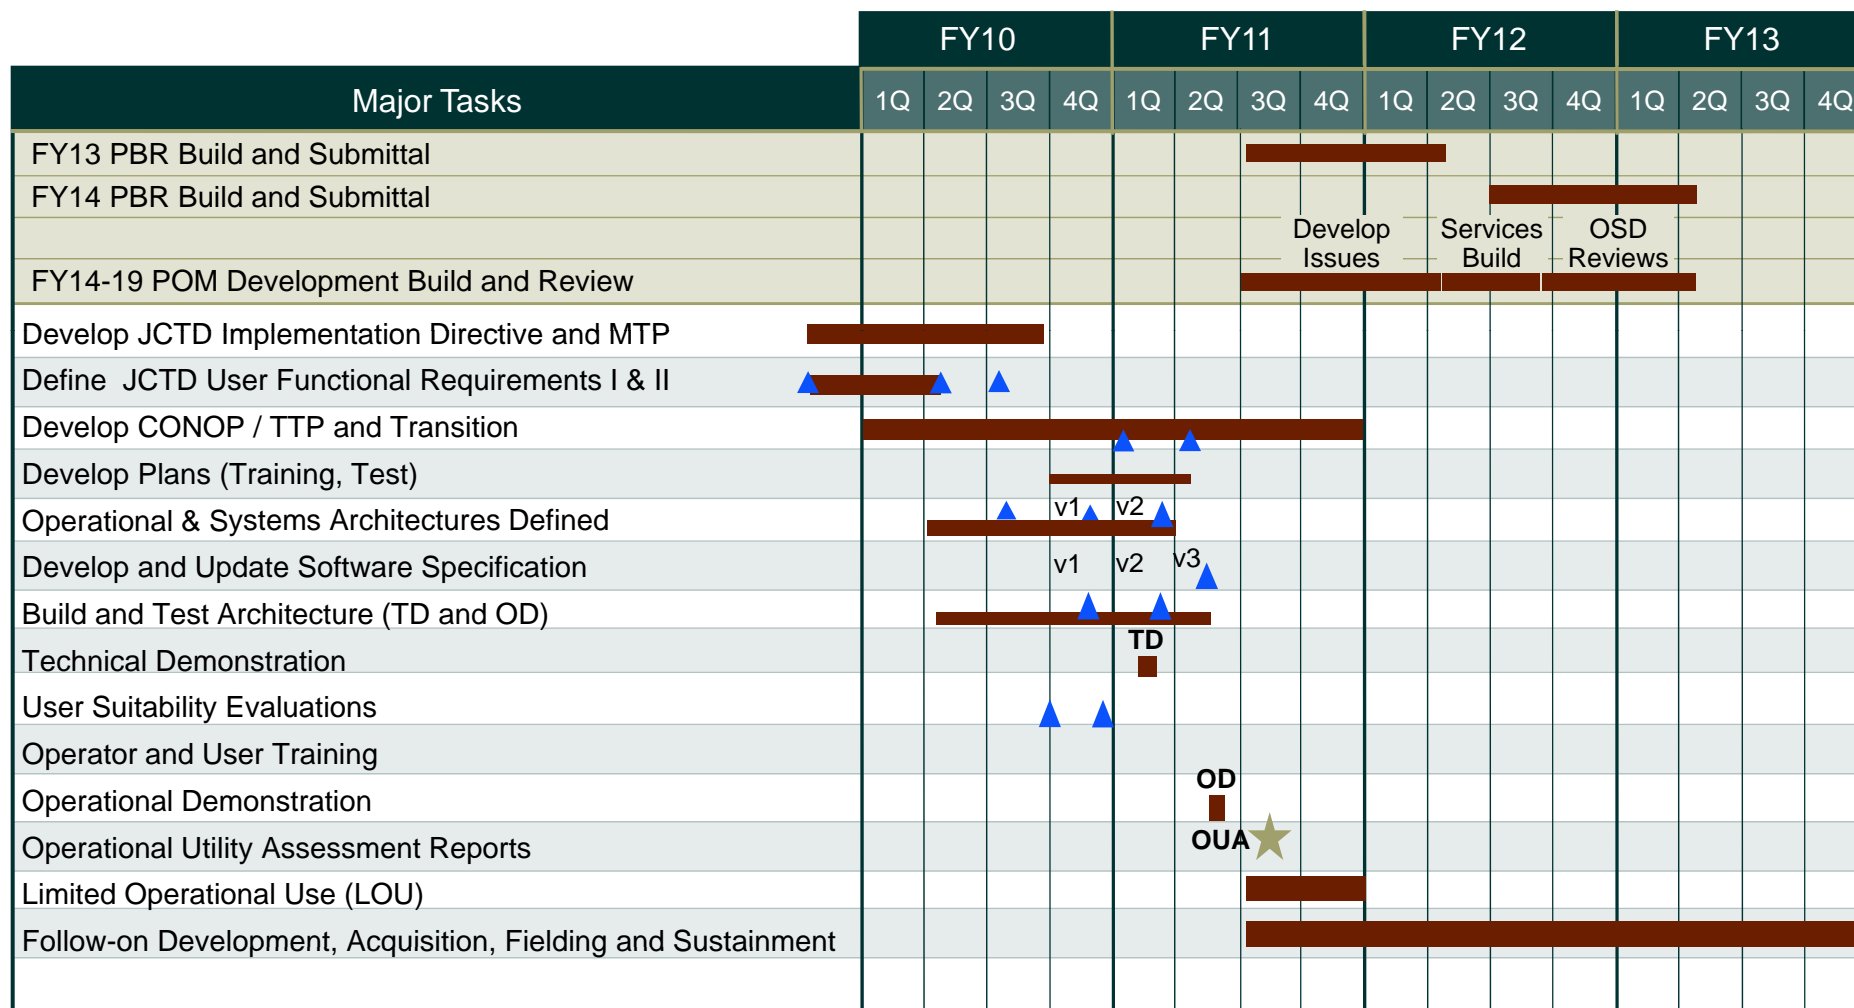 FY10 FY11 FY12 FY13
Major Tasks 1Q 2Q 3Q 4Q 1Q 2Q 3Q 4Q 1Q 2Q 3Q 4Q 1Q 2Q 3Q 4Q
FY13 PBR Build and Submittal
FY14 PBR Build and Submittal
Develop Services OSD
Issues Build Reviews
FY14-19 POM Development Build and Review
Develop JCTD Implementation Directive and MTP
Define JCTD User Functional Requirements I & II
Develop CONOP / TTP and Transition
Develop Plans (Training, Test)
v1 v2
Operational & Systems Architectures Defined
Develop and Update Software Specification v1 v2 v3
Build and Test Architecture (TD and OD)
TD
Technical Demonstration
User Suitability Evaluations
Operator and User Training
OD
Operational Demonstration
Operational Utility Assessment Reports OUA
Limited Operational Use (LOU)
Follow-on Development, Acquisition, Fielding and Sustainment